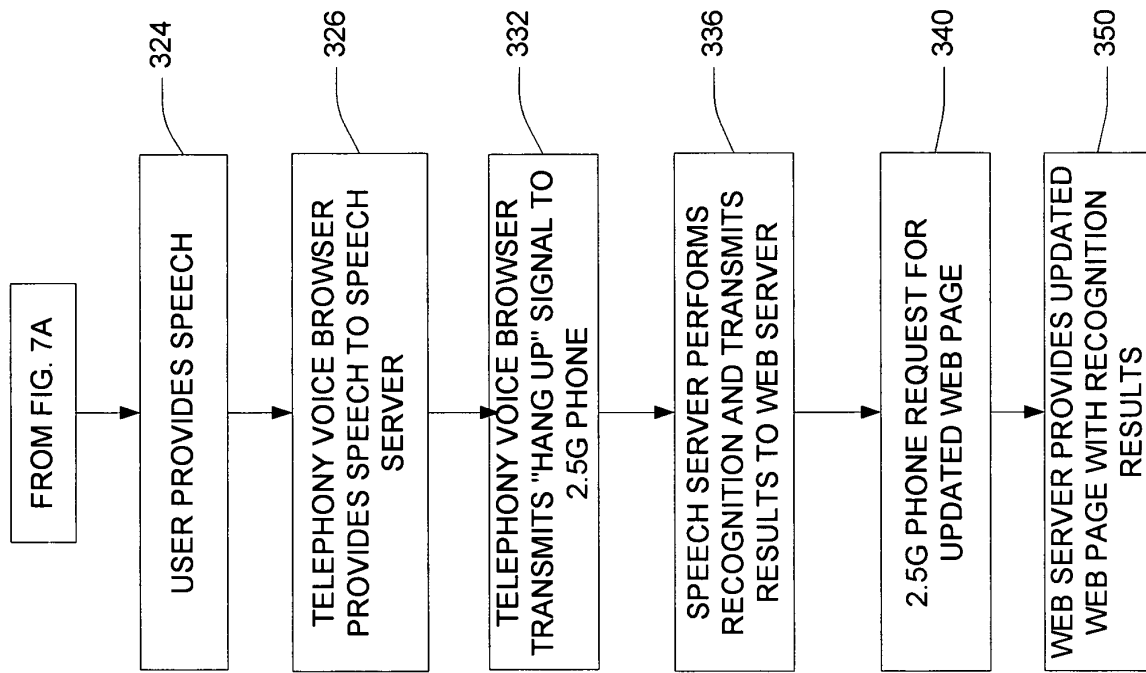 FROM FIG. 7A
USER PROVIDES SPEECH
324
TELEPHONY VOICE BROWSER
PROVIDES SPEECH TO SPEECH
SERVER
326
TELEPHONY VOICE BROWSER
TRANSMITS "HANG UP" SIGNAL TO
2.5G PHONE
332
SPEECH SERVER PERFORMS
RECOGNITION AND TRANSMITS
RESULTS TO WEB SERVER
336
2.5G PHONE REQUEST FOR
UPDATED WEB PAGE
340
WEB SERVER PROVIDES UPDATED
WEB PAGE WITH RECOGNITION
RESULTS
350